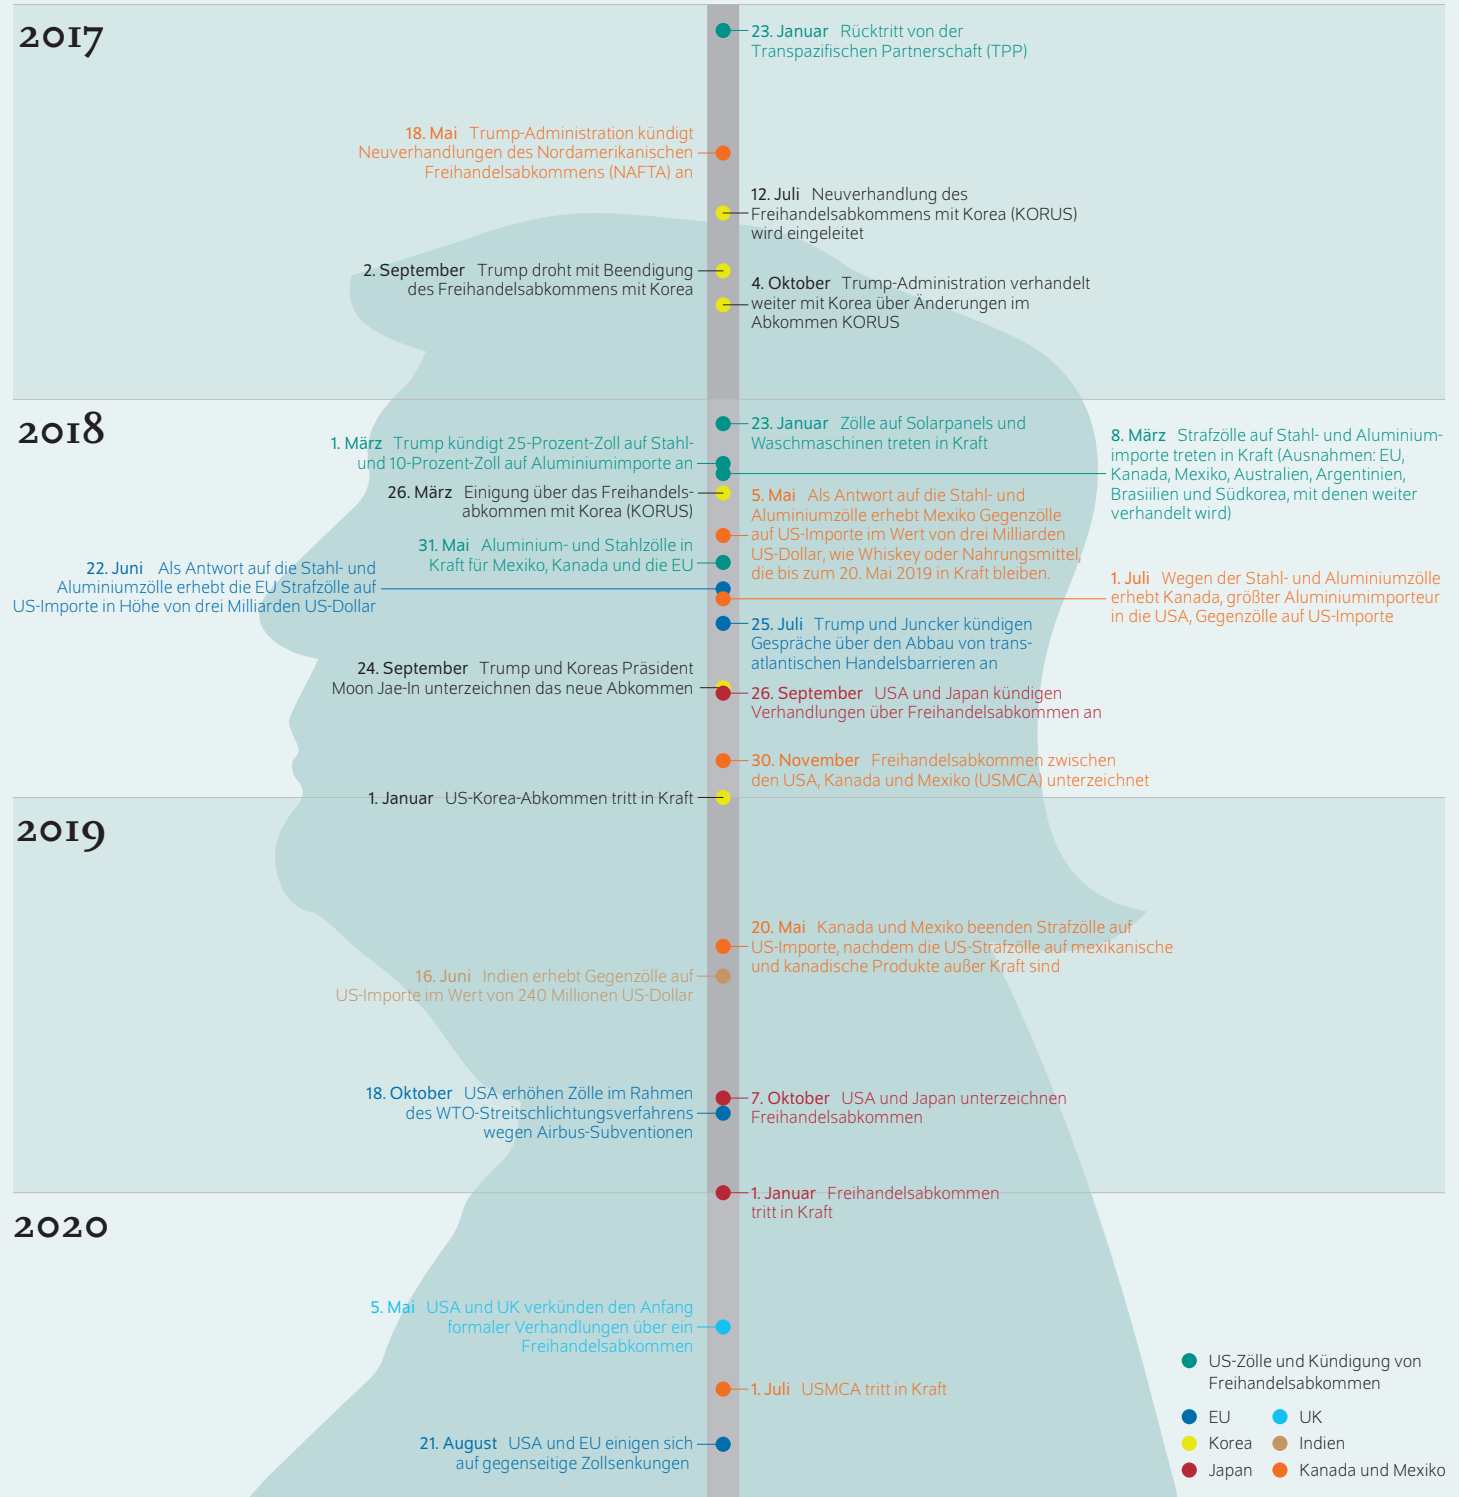 2017
23. Januar Rücktritt von der
Transpazifischen Partnerschaft (TPP)
18. Mai Trump-Administration kündigt
Neuverhandlungen des Nordamerikanischen
Freihandelsabkommens (NAFTA) an
12. Juli Neuverhandlung des
Freihandelsabkommens mit Korea (KORUS)
wird eingeleitet
2. September Trump droht mit Beendigung
des Freihandelsabkommens mit Korea
4. Oktober Trump-Administration verhandelt
weiter mit Korea über Änderungen im
Abkommen KORUS
2018
23. Januar Zölle auf Solarpanels und
Waschmaschinen treten in Kraft
1. März Trump kündigt 25-Prozent-Zoll auf Stahl-
und 10-Prozent-Zoll auf Aluminiumimporte an
8. März Strafzölle auf Stahl- und Aluminium-
importe treten in Kraft (Ausnahmen: EU,
Kanada, Mexiko, Australien, Argentinien,
Brasiilien und Südkorea, mit denen weiter
verhandelt wird)
26. März Einigung über das Freihandels-
abkommen mit Korea (KORUS)
5. Mai Als Antwort auf die Stahl- und
Aluminiumzölle erhebt Mexiko Gegenzölle
auf US-Importe im Wert von drei Milliarden
US-Dollar, wie Whiskey oder Nahrungsmittel,
die bis zum 20. Mai 2019 in Kraft bleiben.
31. Mai Aluminium- und Stahlzölle in
Kraft für Mexiko, Kanada und die EU
22. Juni Als Antwort auf die Stahl- und
Aluminiumzölle erhebt die EU Strafzölle auf
US-Importe in Höhe von drei Milliarden US-Dollar
1. Juli Wegen der Stahl- und Aluminiumzölle
erhebt Kanada, größter Aluminiumimporteur
in die USA, Gegenzölle auf US-Importe
25. Juli Trump und Juncker kündigen
Gespräche über den Abbau von trans-
atlantischen Handelsbarrieren an
24. September Trump und Koreas Präsident
Moon Jae-In unterzeichnen das neue Abkommen
26. September USA und Japan kündigen
Verhandlungen über Freihandelsabkommen an
30. November Freihandelsabkommen zwischen
den USA, Kanada und Mexiko (USMCA) unterzeichnet
1. Januar US-Korea-Abkommen tritt in Kraft
2019
20. Mai Kanada und Mexiko beenden Strafzölle auf
US-Importe, nachdem die US-Strafzölle auf mexikanische
und kanadische Produkte außer Kraft sind
16. Juni Indien erhebt Gegenzölle auf
US-Importe im Wert von 240 Millionen US-Dollar
18. Oktober USA erhöhen Zölle im Rahmen
des WTO-Streitschlichtungsverfahrens
wegen Airbus-Subventionen
7. Oktober USA und Japan unterzeichnen
Freihandelsabkommen
1. Januar Freihandelsabkommen
tritt in Kraft
2020
5. Mai USA und UK verkünden den Anfang
formaler Verhandlungen über ein
Freihandelsabkommen
1. Juli USMCA tritt in Kraft
21. August USA und EU einigen sich
auf gegenseitige Zollsenkungen
US-Zölle und Kündigung von
Freihandelsabkommen
EU UK
Korea Indien
Japan Kanada und Mexiko